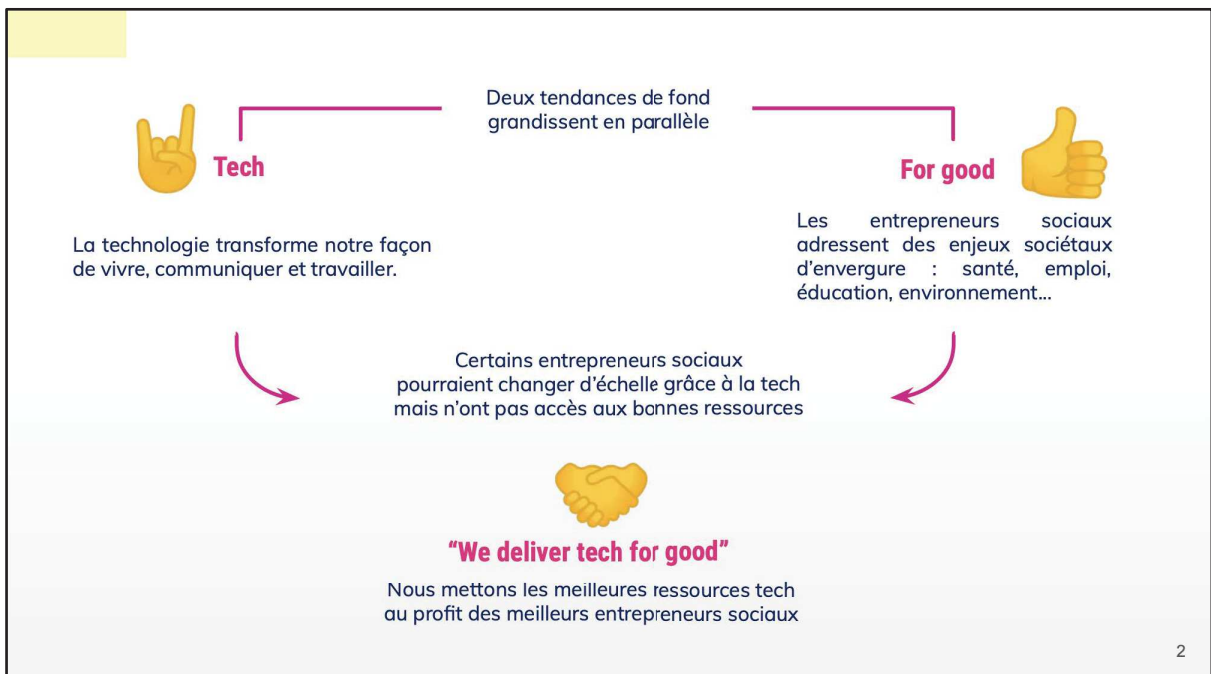 Deux tendances de fond
grandissent en parallèle
Tech
La technologie transforme notre façon
de vivre, communiquer et travailler.
For good
Les entrepreneurs sociaux
adressent des enjeux sociétaux
d'envergure : santé, emploi,
éducation, environnement...
Certains entrepreneurs sociaux
pourraient changer d'échelle grâce à la tech
mais n'ont pas accès aux bonnes ressources
“We deliver tech for good”
Nous mettons les meilleures ressources tech
au profit des meilleurs entrepreneurs sociaux
2